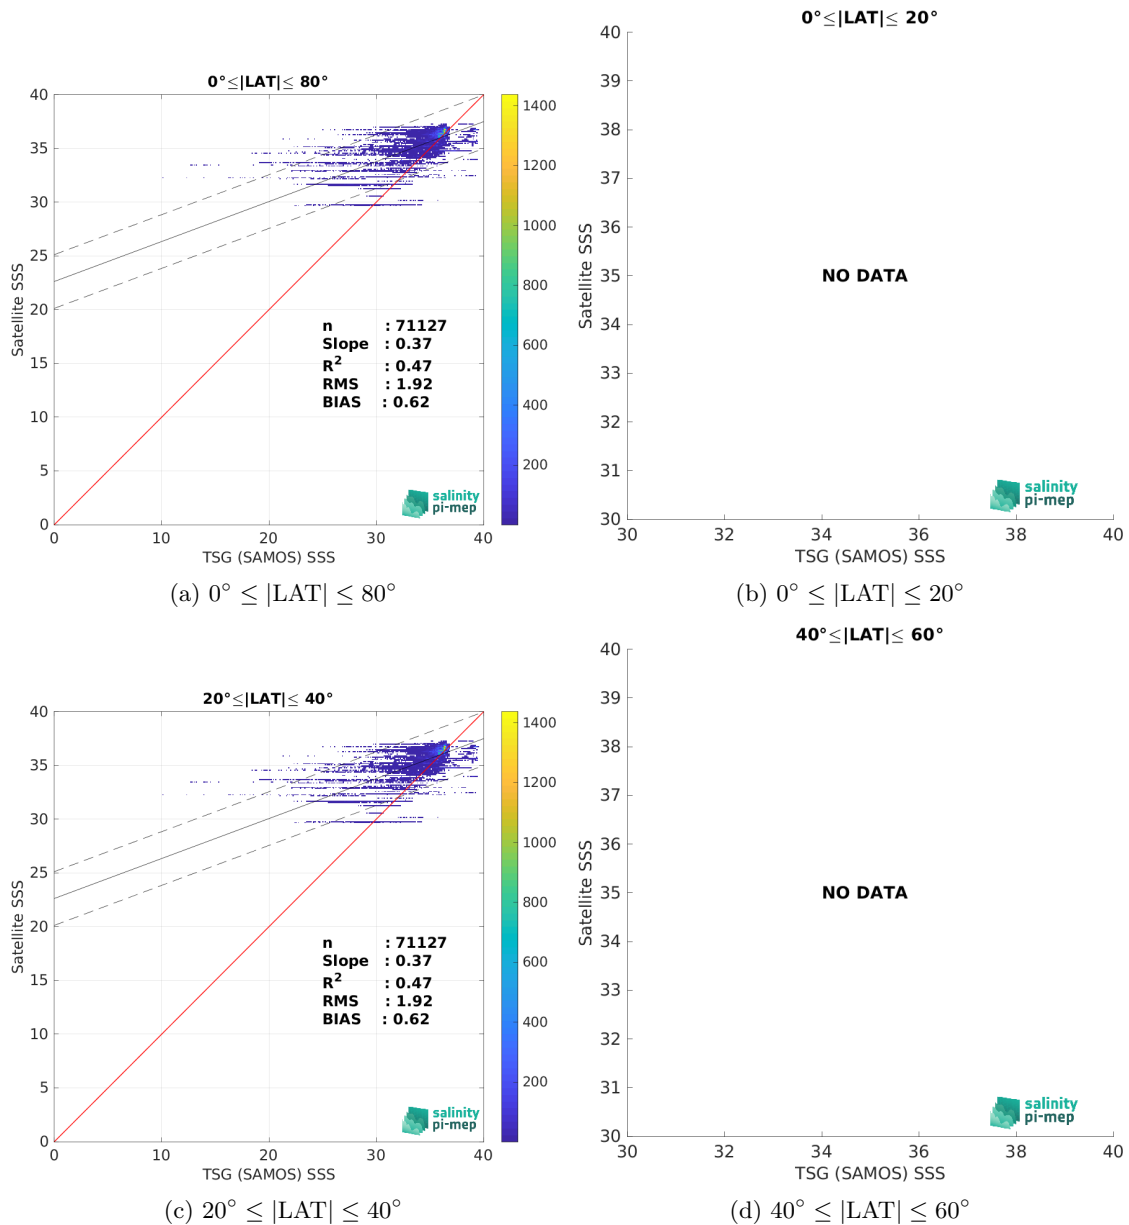 0°≤|LAT|≤ 80°
40
35
30
25
20
15
10
5
0
Satellite SSS
0
10
20
30
40
TSG (SAMOS) SSS
n : 71127
Slope : 0.37
R2 : 0.47
RMS : 1.92
BIAS : 0.62
salinity
pi-mep
1400
1200
1000
800
600
400
200
(a) 0° ≤ |LAT| ≤ 80°
0°≤|LAT|≤ 20°
40
39
38
37
36
35
34
33
32
31
30
Satellite SSS
NO DATA
salinity
pi-mep
30
32
34
36
38
40
TSG (SAMOS) SSS
(b) 0° ≤ |LAT| ≤ 20°
20°≤|LAT|≤ 40°
40
35
30
25
20
15
10
5
0
Satellite SSS
0
10
20
30
40
TSG (SAMOS) SSS
n : 71127
Slope : 0.37
R2 : 0.47
RMS : 1.92
BIAS : 0.62
salinity
pi-mep
1400
1200
1000
800
600
400
200
(c) 20° ≤ |LAT| ≤ 40°
40°≤|LAT|≤ 60°
40
39
38
37
36
35
34
33
32
31
30
Satellite SSS
NO DATA
salinity
pi-mep
30
32
34
36
38
40
TSG (SAMOS) SSS
(d) 40° ≤ |LAT| ≤ 60°